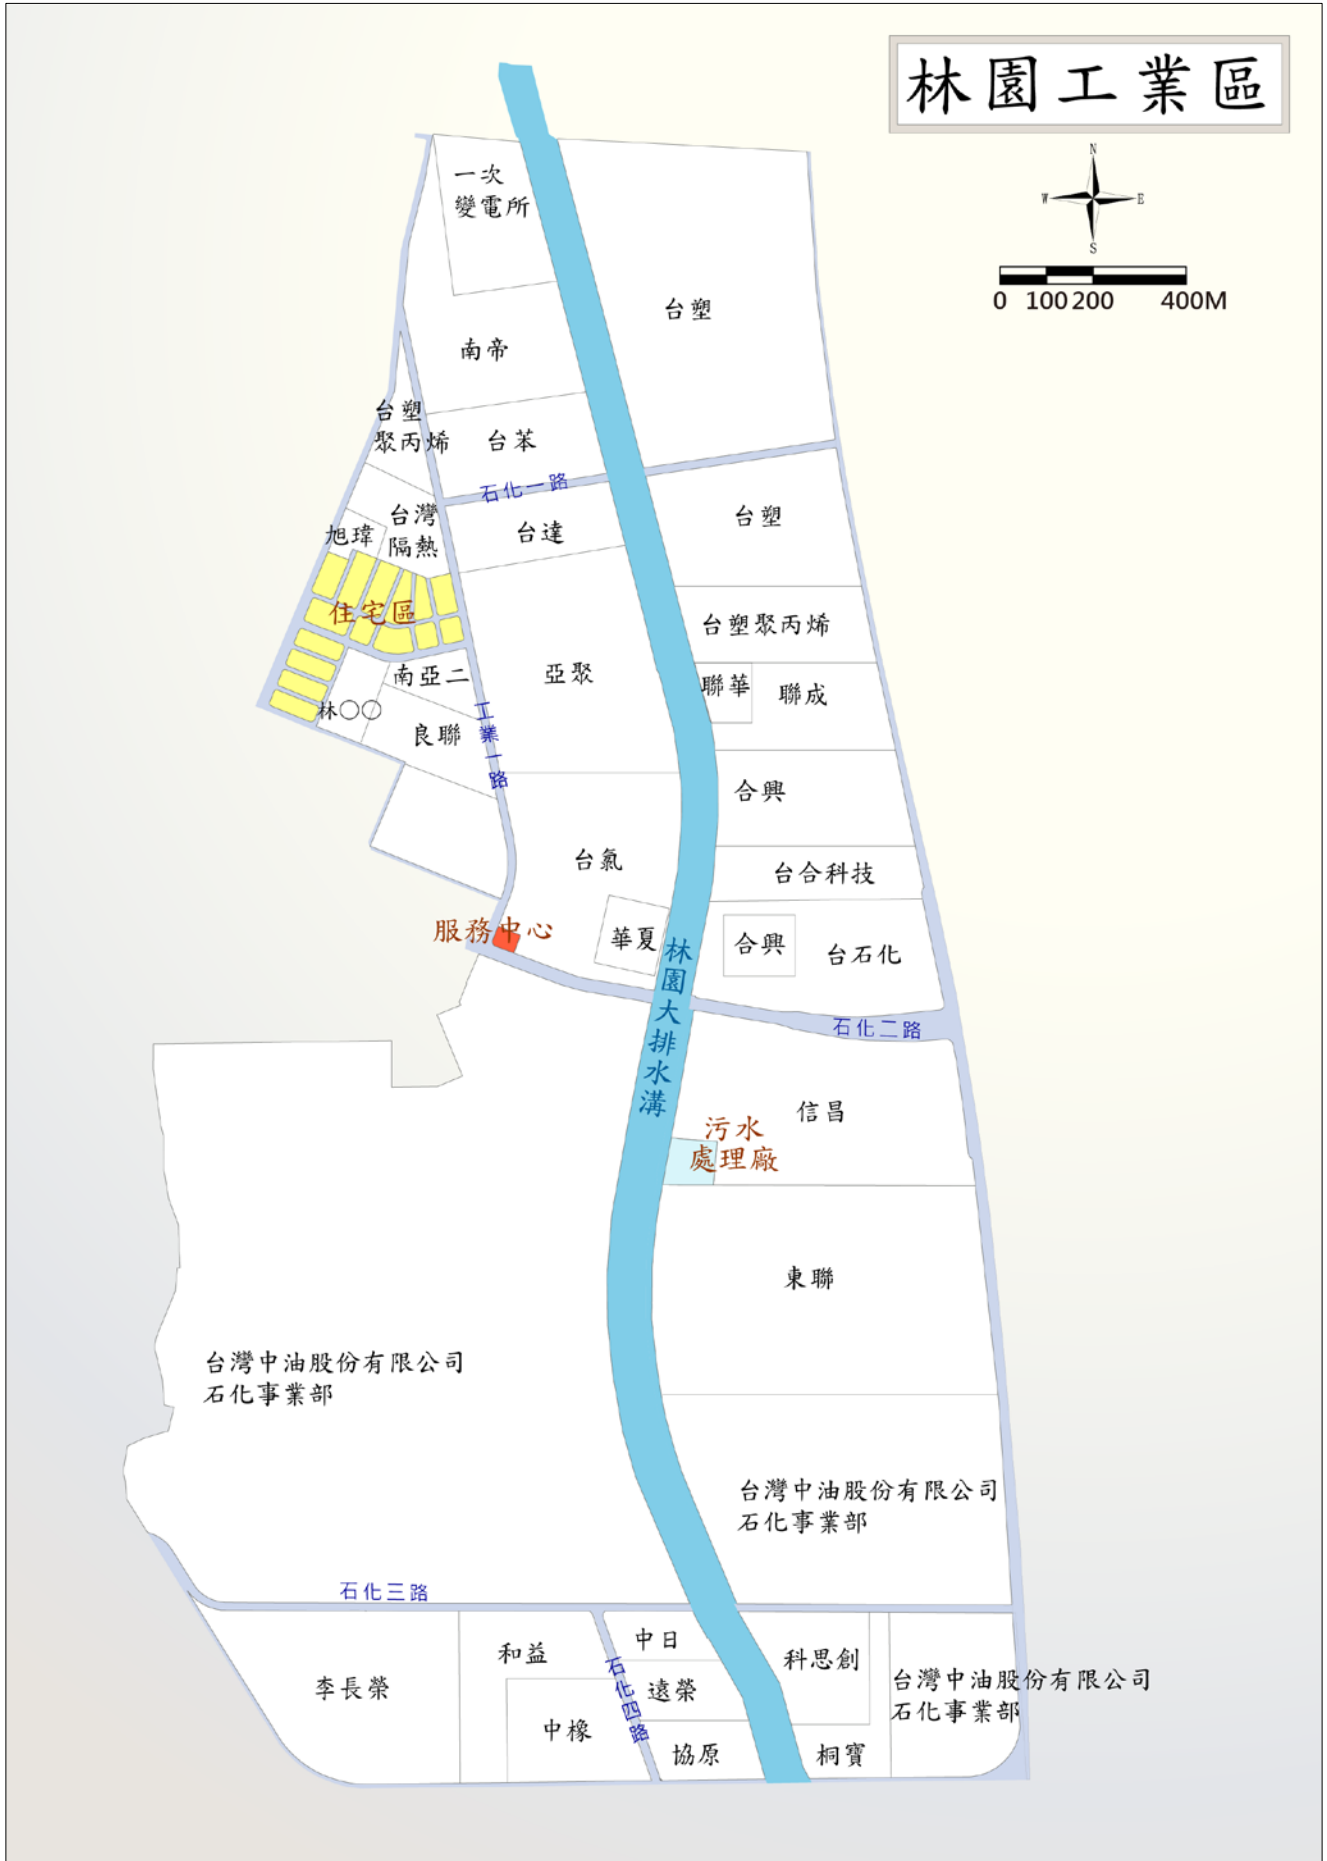 林園工業區
N
W
E
S
0 100 200 400M
一次
變電所
台塑
南帝
台塑
聚丙烯
台苯
石化一路
台灣
隔熱
旭瑋
台達
台塑
住宅區
台塑聚丙烯
南亞二
亞聚
聯華
聯成
林〇〇
良聯
工業一路
合興
台氯
台合科技
服務中心
華夏
合興
台石化
林園大排水溝
石化二路
信昌
污水
處理廠
東聯
台灣中油股份有限公司
石化事業部
台灣中油股份有限公司
石化事業部
石化三路
李長榮
和益
中橡
石化四路
中日
遠榮
協原
科思創
桐寶
台灣中油股份有限公司
石化事業部